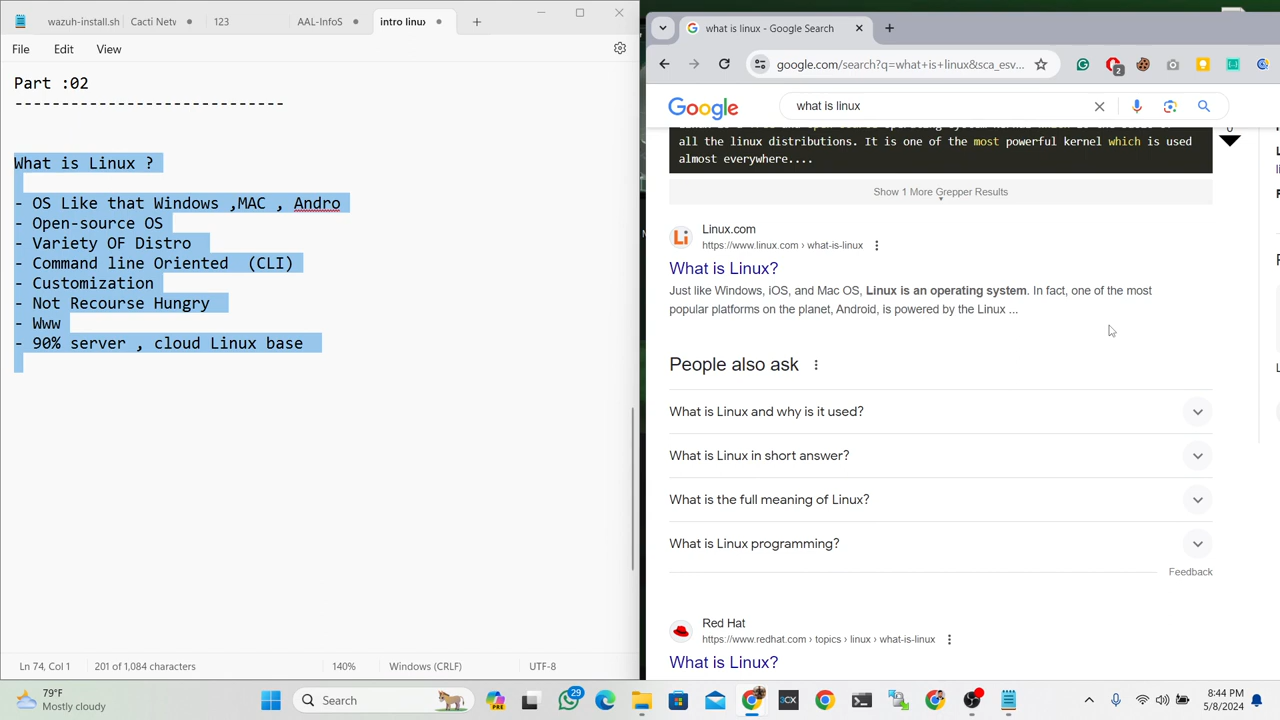 wazuh-install.sh
Cacti Netv
123
AAL-InfoS
intro linux
File
Edit
View
Part :02
----------------------------
What is Linux ?
- OS Like that Windows ,MAC , Andro
- Open-source OS
- Variety OF Distro
- Command line Oriented (CLI)
- Customization
- Not Recourse Hungry
- Www
- 90% server , cloud Linux base
Ln 74, Col 1
201 of 1,084 characters
140%
Windows (CRLF)
UTF-8
what is linux - Google Search
google.com/search?q=what+is+linux&sca_esv...
2
Google
what is linux
all the linux distributions. It is one of the most powerful kernel which is used
almost everywhere....
Show 1 More Grepper Results
Li
Linux.com
https://www.linux.com › what-is-linux
What is Linux?
Just like Windows, iOS, and Mac OS, Linux is an operating system. In fact, one of the most
popular platforms on the planet, Android, is powered by the Linux ...
People also ask
What is Linux and why is it used?
What is Linux in short answer?
What is the full meaning of Linux?
What is Linux programming?
Feedback
Red Hat
https://www.redhat.com › topics › linux › what-is-linux
What is Linux?
79°F
Mostly cloudy
Search
PRE
29
3CX
8:44 PM
5/8/2024